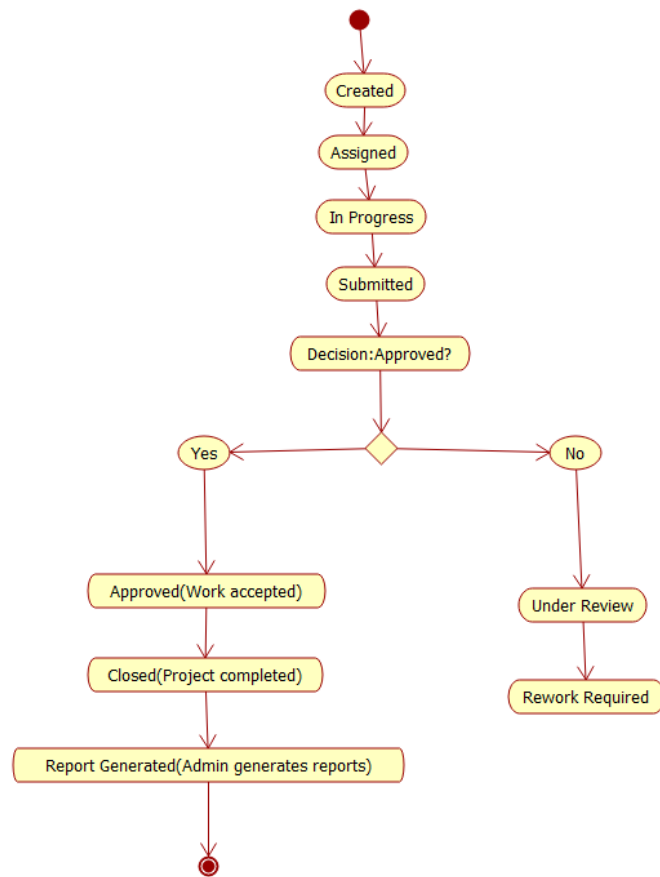 Created
Assigned
In Progress
Submitted
Decision:Approved?
Yes
No
Approved(Work accepted)
Under Review
Closed(Project completed)
Rework Required
Report Generated(Admin generates reports)